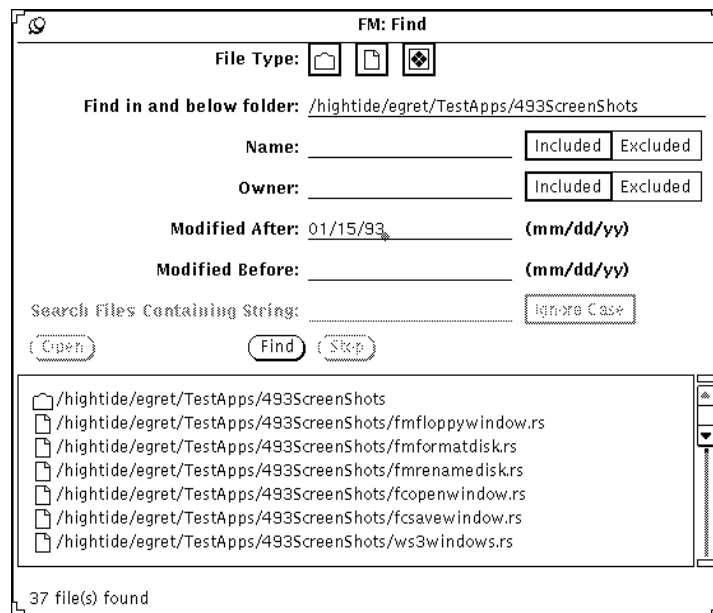 FM: Find
File Type:
Find in and below folder: /hightide/egret/TestApps/493ScreenShots
Name: Included Excluded
Owner: Included Excluded
Modified After: 01/15/93 (mm/dd/yy)
Modified Before: (mm/dd/yy)
Search Files Containing String: Ignore Case
Open Find Stop
/hightide/egret/TestApps/493ScreenShots
/hightide/egret/TestApps/493ScreenShots/fmfloppywindow.rs
/hightide/egret/TestApps/493ScreenShots/fmformatdisk.rs
/hightide/egret/TestApps/493ScreenShots/fmrenamedisk.rs
/hightide/egret/TestApps/493ScreenShots/fcopenwindow.rs
/hightide/egret/TestApps/493ScreenShots/fcsavewindow.rs
/hightide/egret/TestApps/493ScreenShots/ws3windows.rs
37 file(s) found